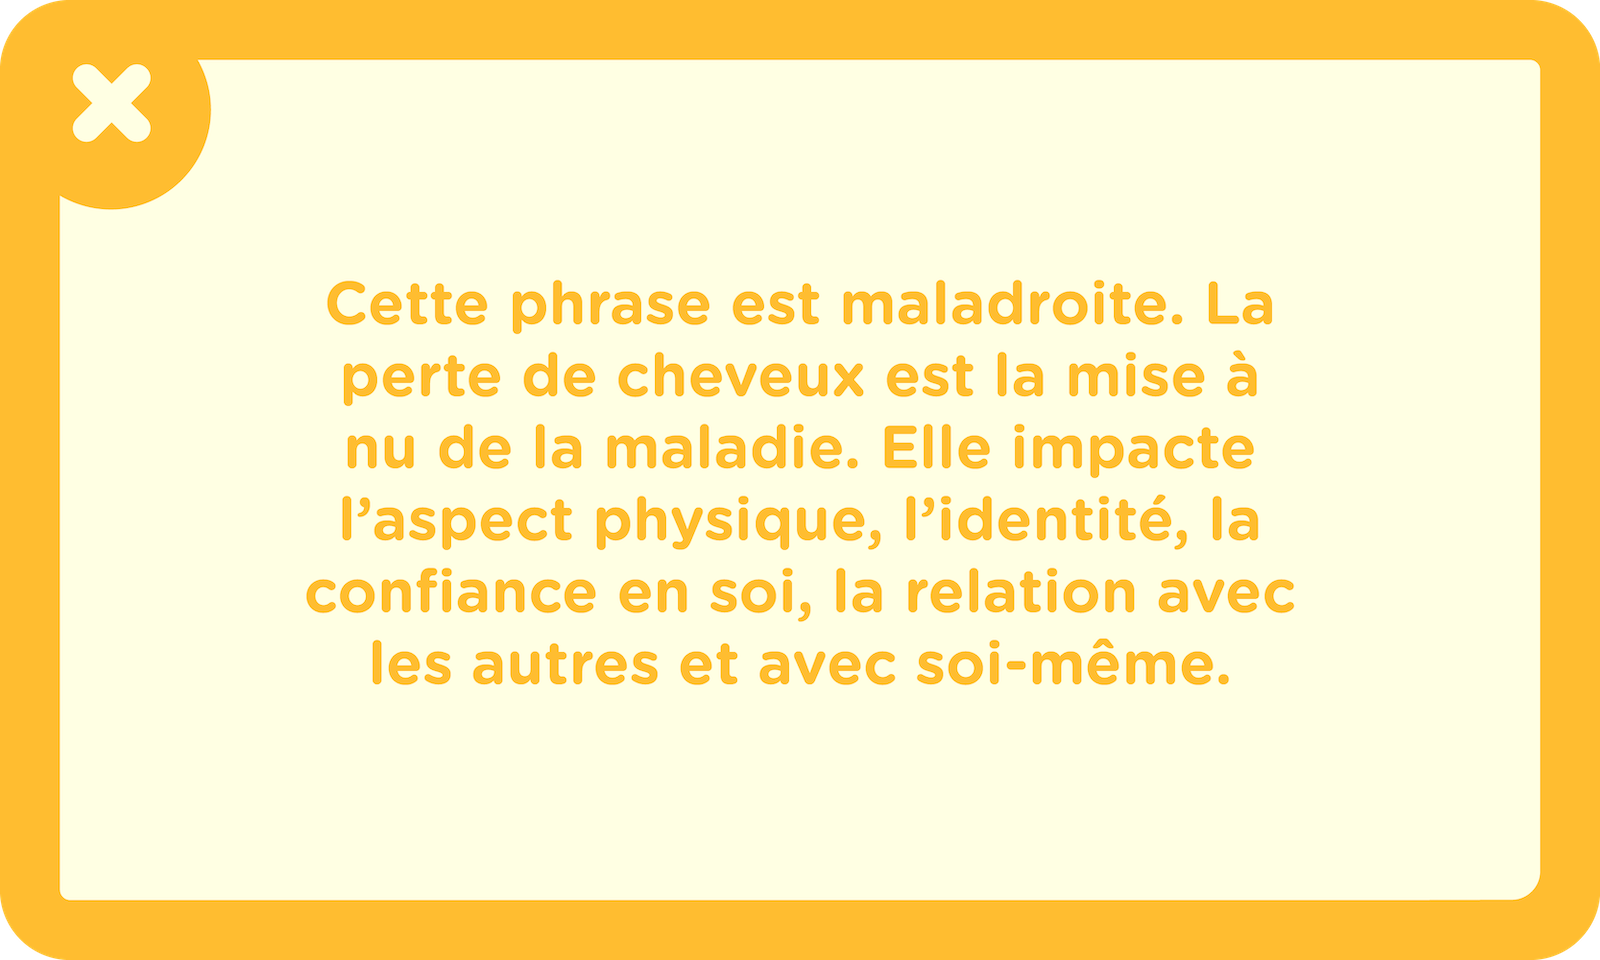 Cette phrase est maladroite. La
perte de cheveux est la mise à
nu de la maladie. Elle impacte
l’aspect physique, l’identité, la
confiance en soi, la relation avec
les autres et avec soi-même.